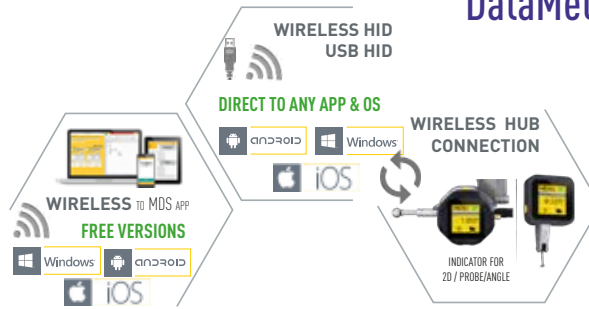 DataMet
WIRELESS HID
USB HID
DIRECT TO ANY APP & OS
ANDROID
Windows
iOS
WIRELESS TO MDS APP
FREE VERSIONS
Windows
ANDROID
iOS
WIRELESS HUB
CONNECTION
INDICATOR FOR
2D / PROBE/ANGLE